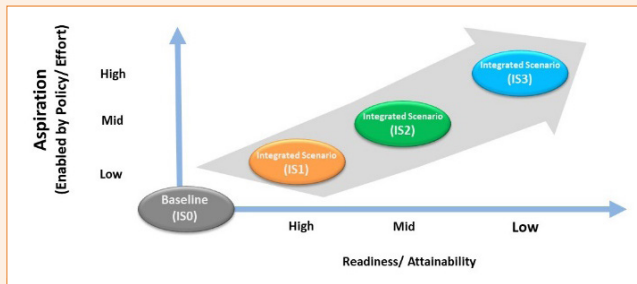 Aspiration
(Enabled by Policy/ Effort)
High
Mid
Low
Integrated Scenario
(IS3)
Integrated Scenario
(IS2)
Integrated Scenario
(IS1)
Baseline
(IS0)
High
Mid
Low
Readiness/ Attainability